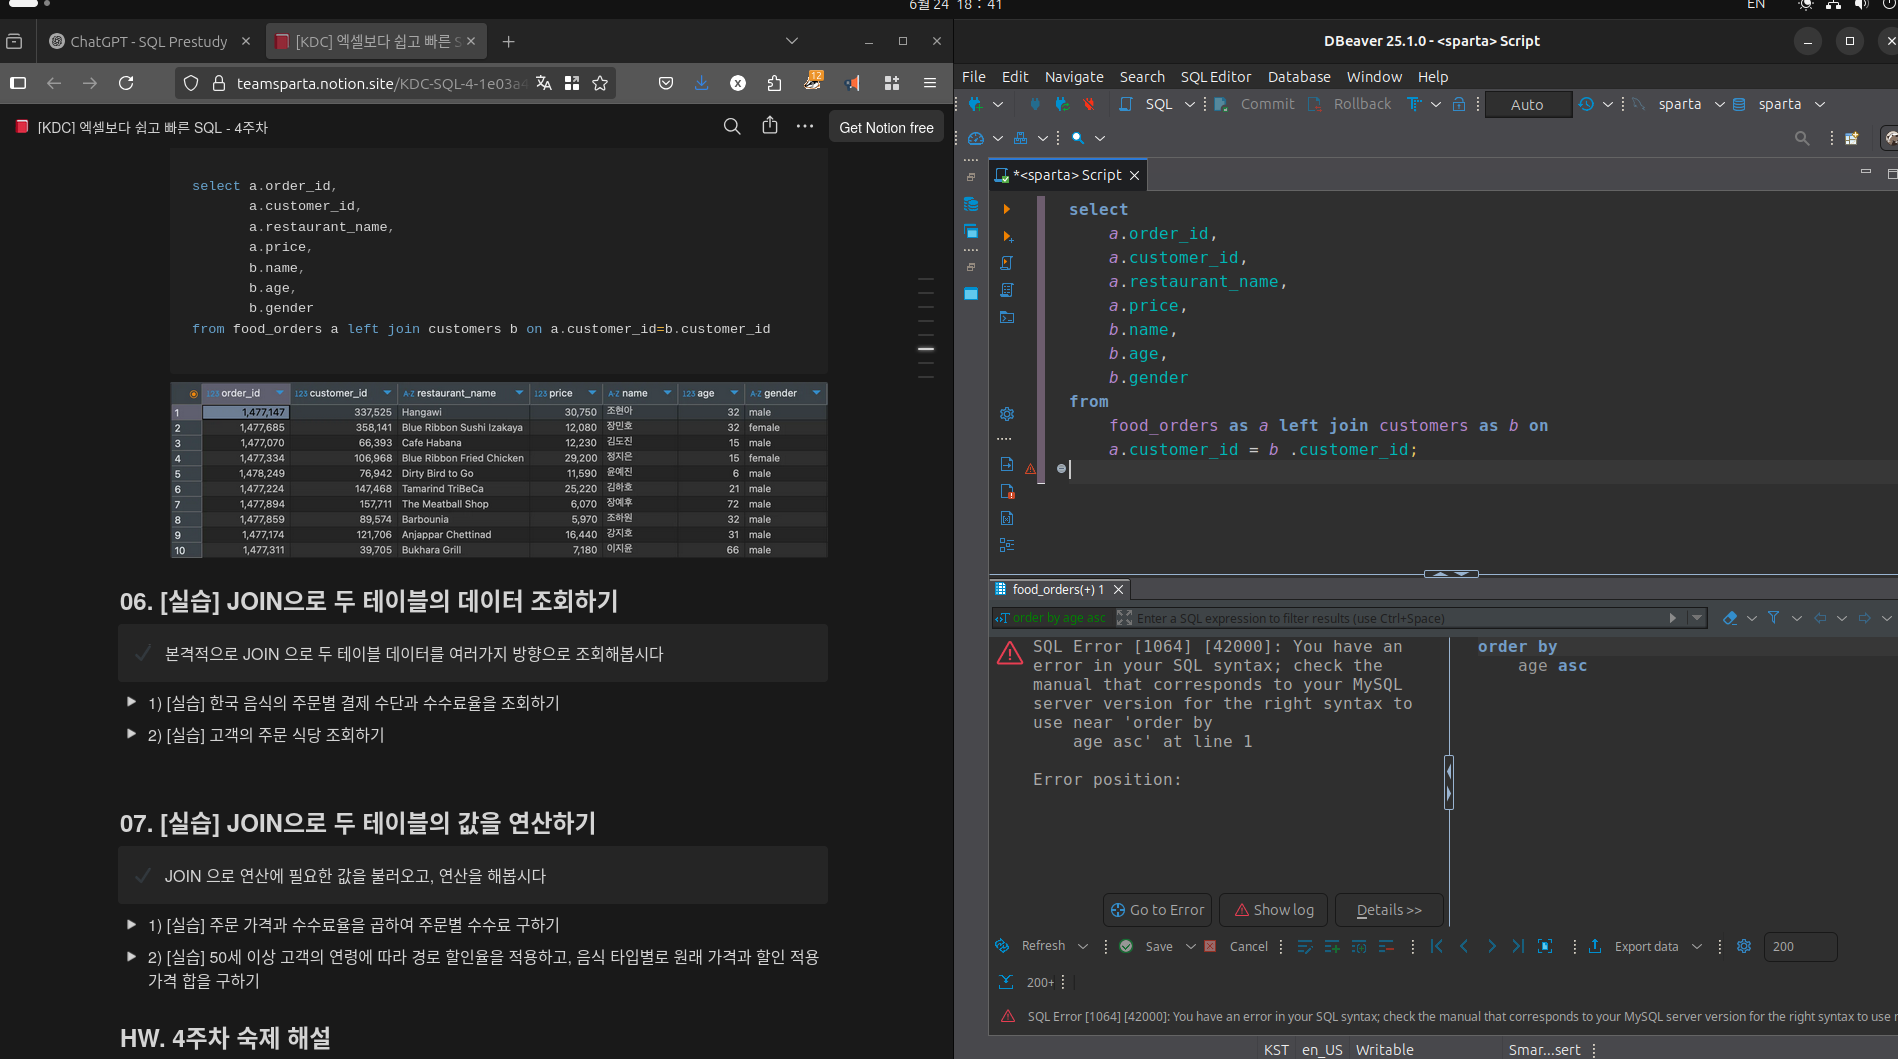 6월 24 18 : 41
EN
ChatGPT - SQL Prestudy
[KDC] 엑셀보다 쉽고 빠른 S
teamsparta.notion.site/KDC-SQL-4-1e03a4
12
[KDC] 엑셀보다 쉽고 빠른 SQL - 4주차
Get Notion free
select a.order_id,
a.customer_id,
a.restaurant_name,
a.price,
b.name,
b.age,
b.gender
from food_orders a left join customers b on a.customer_id=b.customer_id
123 order_id 123 customer_id A-Z restaurant_name 123 price A-Z name 123 age A-Z gender
1 1,477,147 337,525 Hangawi 30,750 조현아 32 male
2 1,477,685 358,141 Blue Ribbon Sushi Izakaya 12,080 장민호 32 female
3 1,477,070 66,393 Cafe Habana 12,230 김도진 15 male
4 1,477,334 106,968 Blue Ribbon Fried Chicken 29,200 정지은 15 female
5 1,478,249 76,942 Dirty Bird to Go 11,590 윤예진 6 male
6 1,477,224 147,468 Tamarind TriBeCa 25,220 김하호 21 male
7 1,477,894 157,711 The Meatball Shop 6,070 장예후 72 male
8 1,477,859 89,574 Barbounia 5,970 조하원 32 male
9 1,477,174 121,706 Anjappar Chettinad 16,440 강지호 31 male
10 1,477,311 39,705 Bukhara Grill 7,180 이지윤 66 male
06. [실습] JOIN으로 두 테이블의 데이터 조회하기
본격적으로 JOIN 으로 두 테이블 데이터를 여러가지 방향으로 조회해봅시다
1) [실습] 한국 음식의 주문별 결제 수단과 수수료율을 조회하기
2) [실습] 고객의 주문 식당 조회하기
07. [실습] JOIN으로 두 테이블의 값을 연산하기
JOIN 으로 연산에 필요한 값을 불러오고, 연산을 해봅시다
1) [실습] 주문 가격과 수수료율을 곱하여 주문별 수수료 구하기
2) [실습] 50세 이상 고객의 연령에 따라 경로 할인율을 적용하고, 음식 타입별로 원래 가격과 할인 적용
가격 합을 구하기
HW. 4주차 숙제 해설
DBeaver 25.1.0 - <sparta> Script
File Edit Navigate Search SQL Editor Database Window Help
SQL Commit Rollback T Auto sparta sparta
*<sparta> Script
select
a.order_id,
a.customer_id,
a.restaurant_name,
a.price,
b.name,
b.age,
b.gender
from
food_orders as a left join customers as b on
a.customer_id = b .customer_id;
food_orders(+) 1
order by age asc Enter a SQL expression to filter results (use Ctrl+Space)
SQL Error [1064] [42000]: You have an
error in your SQL syntax; check the
manual that corresponds to your MySQL
server version for the right syntax to
use near 'order by
age asc' at line 1
Error position:
order by
age asc
Go to Error Show log Details >>
Refresh Save Cancel Export data 200
200+
SQL Error [1064] [42000]: You have an error in your SQL syntax; check the manual that corresponds to your MySQL server version for the right syntax to use
KST en_US Writable Smar...sert